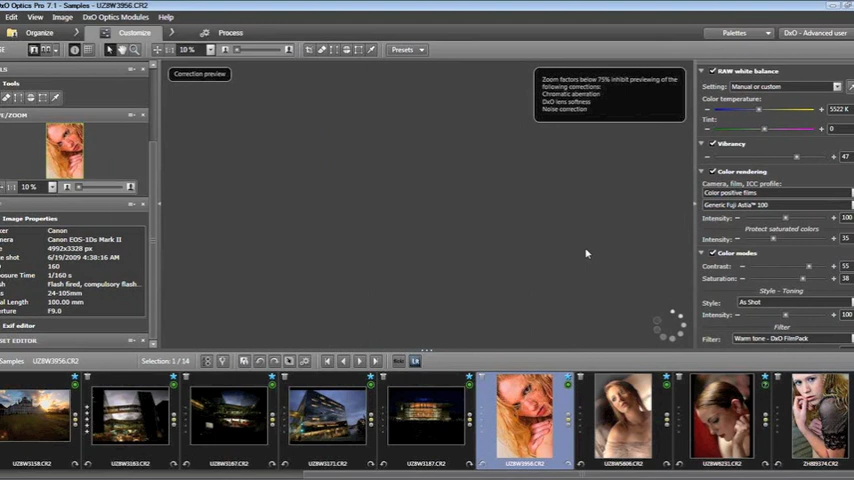 DxO Optics Pro 7.1 - Samples - UZ8W3956.CR2
Edit View Image DxO Optics Modules Help
Organize Customize Process Palettes DxO - Advanced user
10 % Presets
Tools
Correction preview
Zoom factors below 75% inhibit previewing of the
following corrections:
Chromatic aberration
DxO lens softness
Noise correction
RAW white balance
Setting: Manual or custom
Color temperature:
5522 K
Tint:
0
Vibrancy
47
Color rendering
Camera, film, ICC profile:
Color positive films
Generic Fuji Astia™ 100
Intensity: 100
Protect saturated colors
Intensity: 35
Color modes
Contrast: 55
Saturation: 38
Style - Toning
Style: As Shot
Intensity: 100
Filter
Filter: Warm tone - DxO FilmPack
/ZOOM
10 %
Image Properties
Canon
Canon EOS-1Ds Mark II
4992x3328 px
6/19/2009 4:38:16 AM
160
1/160 s
Flash fired, compulsory flash...
24-105mm
100.00 mm
F9.0
Exif editor
EDITOR
Samples UZ8W3956.CR2 Selection: 1 / 14
UZ8W3158.CR2 UZ8W3163.CR2 UZ8W3167.CR2 UZ8W3171.CR2 UZ8W3187.CR2 UZ8W3956.CR2 UZ8W5806.CR2 UZ8W8231.CR2